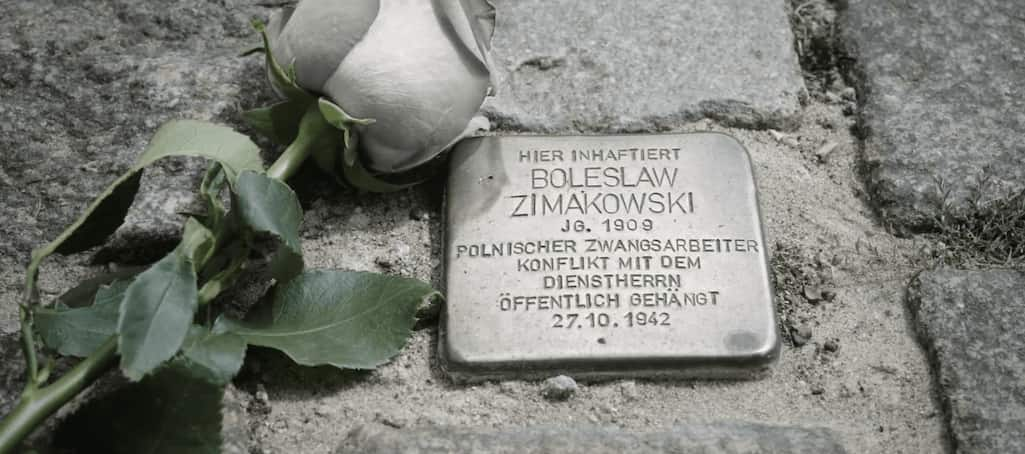 HIER INHAFTIERT
BOLESLAW
ZIMAKOWSKI
JG. 1909
POLNISCHER ZWANGSARBEITER
KONFLIKT MIT DEM
DIENSTHERRN
ÖFFENTLICH GEHÄNGT
27.10.1942